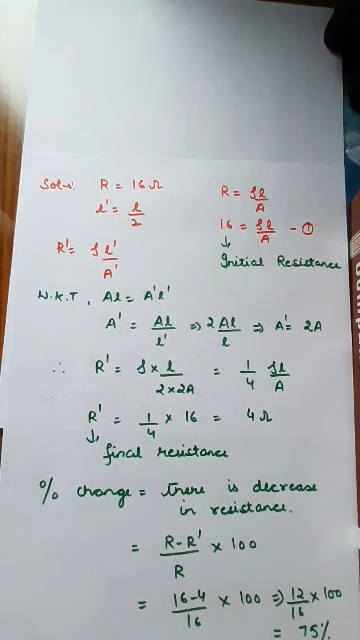 Soln: R = 16 Ω
l' = l/2
R' = ρl'/A'
R = ρl/A
16 = ρl/A - ①
↓
Initial Resistance
W.K.T, Al = A'l'
A' = Al/l' ⇒ 2Al/l ⇒ A' = 2A
∴ R' = ρ × l/2×2A = 1/4 ρl/A
R' = 1/4 × 16 = 4 Ω
↓
final resistance
% change = there is decrease
in resistance.
= R-R'/R × 100
= 16-4/16 × 100 ⇒ 12/16 × 100
= 75%